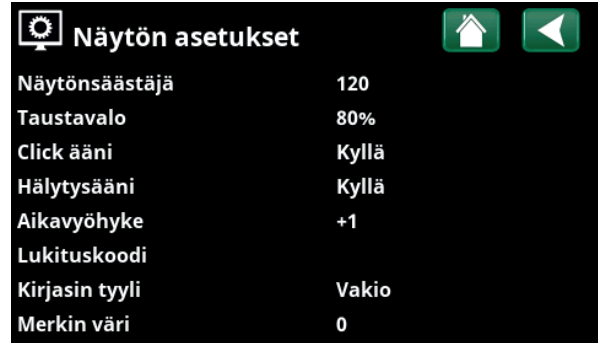 Näytön asetukset
Näytönsäästäjä 120
Taustavalo 80%
Click ääni Kyllä
Hälytysääni Kyllä
Aikavyöhyke +1
Lukituskoodi
Kirjasin tyyli Vakio
Merkin väri 0